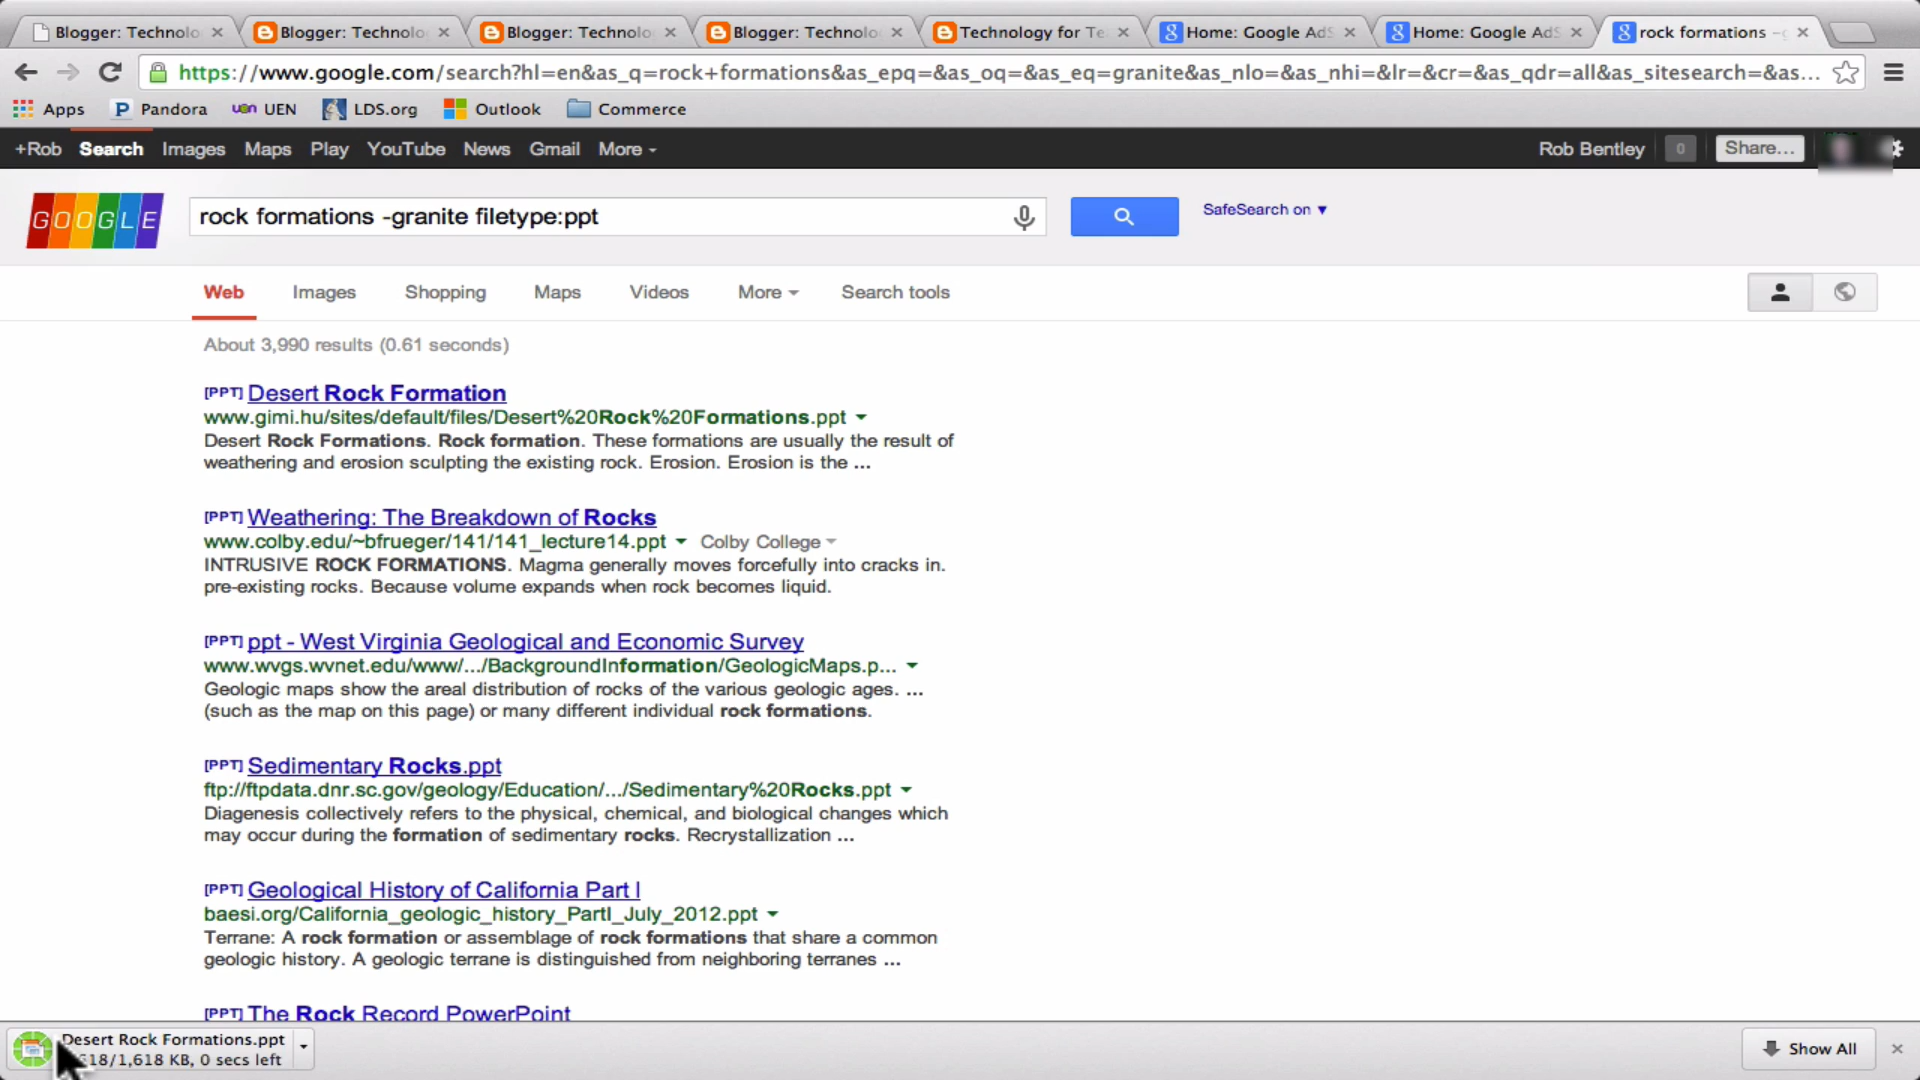 Blogger: Technolo
Blogger: Technolo
Blogger: Technolo
Blogger: Technolo
Technology for Te
Home: Google AdS
Home: Google AdS
rock formations -g
https://www.google.com/search?hl=en&as_q=rock+formations&as_epq=&as_oq=&as_eq=granite&as_nlo=&as_nhi=&lr=&cr=&as_qdr=all&as_sitesearch=&as...
Apps
Pandora
UEN
LDS.org
Outlook
Commerce
+Rob Search Images Maps Play YouTube News Gmail More
Rob Bentley 0 Share...
GOOGLE
rock formations -granite filetype:ppt
SafeSearch on ▼
Web Images Shopping Maps Videos More Search tools
About 3,990 results (0.61 seconds)
[PPT] Desert Rock Formation
www.gimi.hu/sites/default/files/Desert%20Rock%20Formations.ppt
Desert Rock Formations. Rock formation. These formations are usually the result of
weathering and erosion sculpting the existing rock. Erosion. Erosion is the ...
[PPT] Weathering: The Breakdown of Rocks
www.colby.edu/~bfrueger/141/141_lecture14.ppt Colby College
INTRUSIVE ROCK FORMATIONS. Magma generally moves forcefully into cracks in.
pre-existing rocks. Because volume expands when rock becomes liquid.
[PPT] ppt - West Virginia Geological and Economic Survey
www.wvgs.wvnet.edu/www/.../BackgroundInformation/GeologicMaps.p...
Geologic maps show the areal distribution of rocks of the various geologic ages. ...
(such as the map on this page) or many different individual rock formations.
[PPT] Sedimentary Rocks.ppt
ftp://ftpdata.dnr.sc.gov/geology/Education/.../Sedimentary%20Rocks.ppt
Diagenesis collectively refers to the physical, chemical, and biological changes which
may occur during the formation of sedimentary rocks. Recrystallization ...
[PPT] Geological History of California Part I
baesi.org/California_geologic_history_PartI_July_2012.ppt
Terrane: A rock formation or assemblage of rock formations that share a common
geologic history. A geologic terrane is distinguished from neighboring terranes ...
[PPT] The Rock Record PowerPoint
Desert Rock Formations.ppt
618/1,618 KB, 0 secs left
Show All